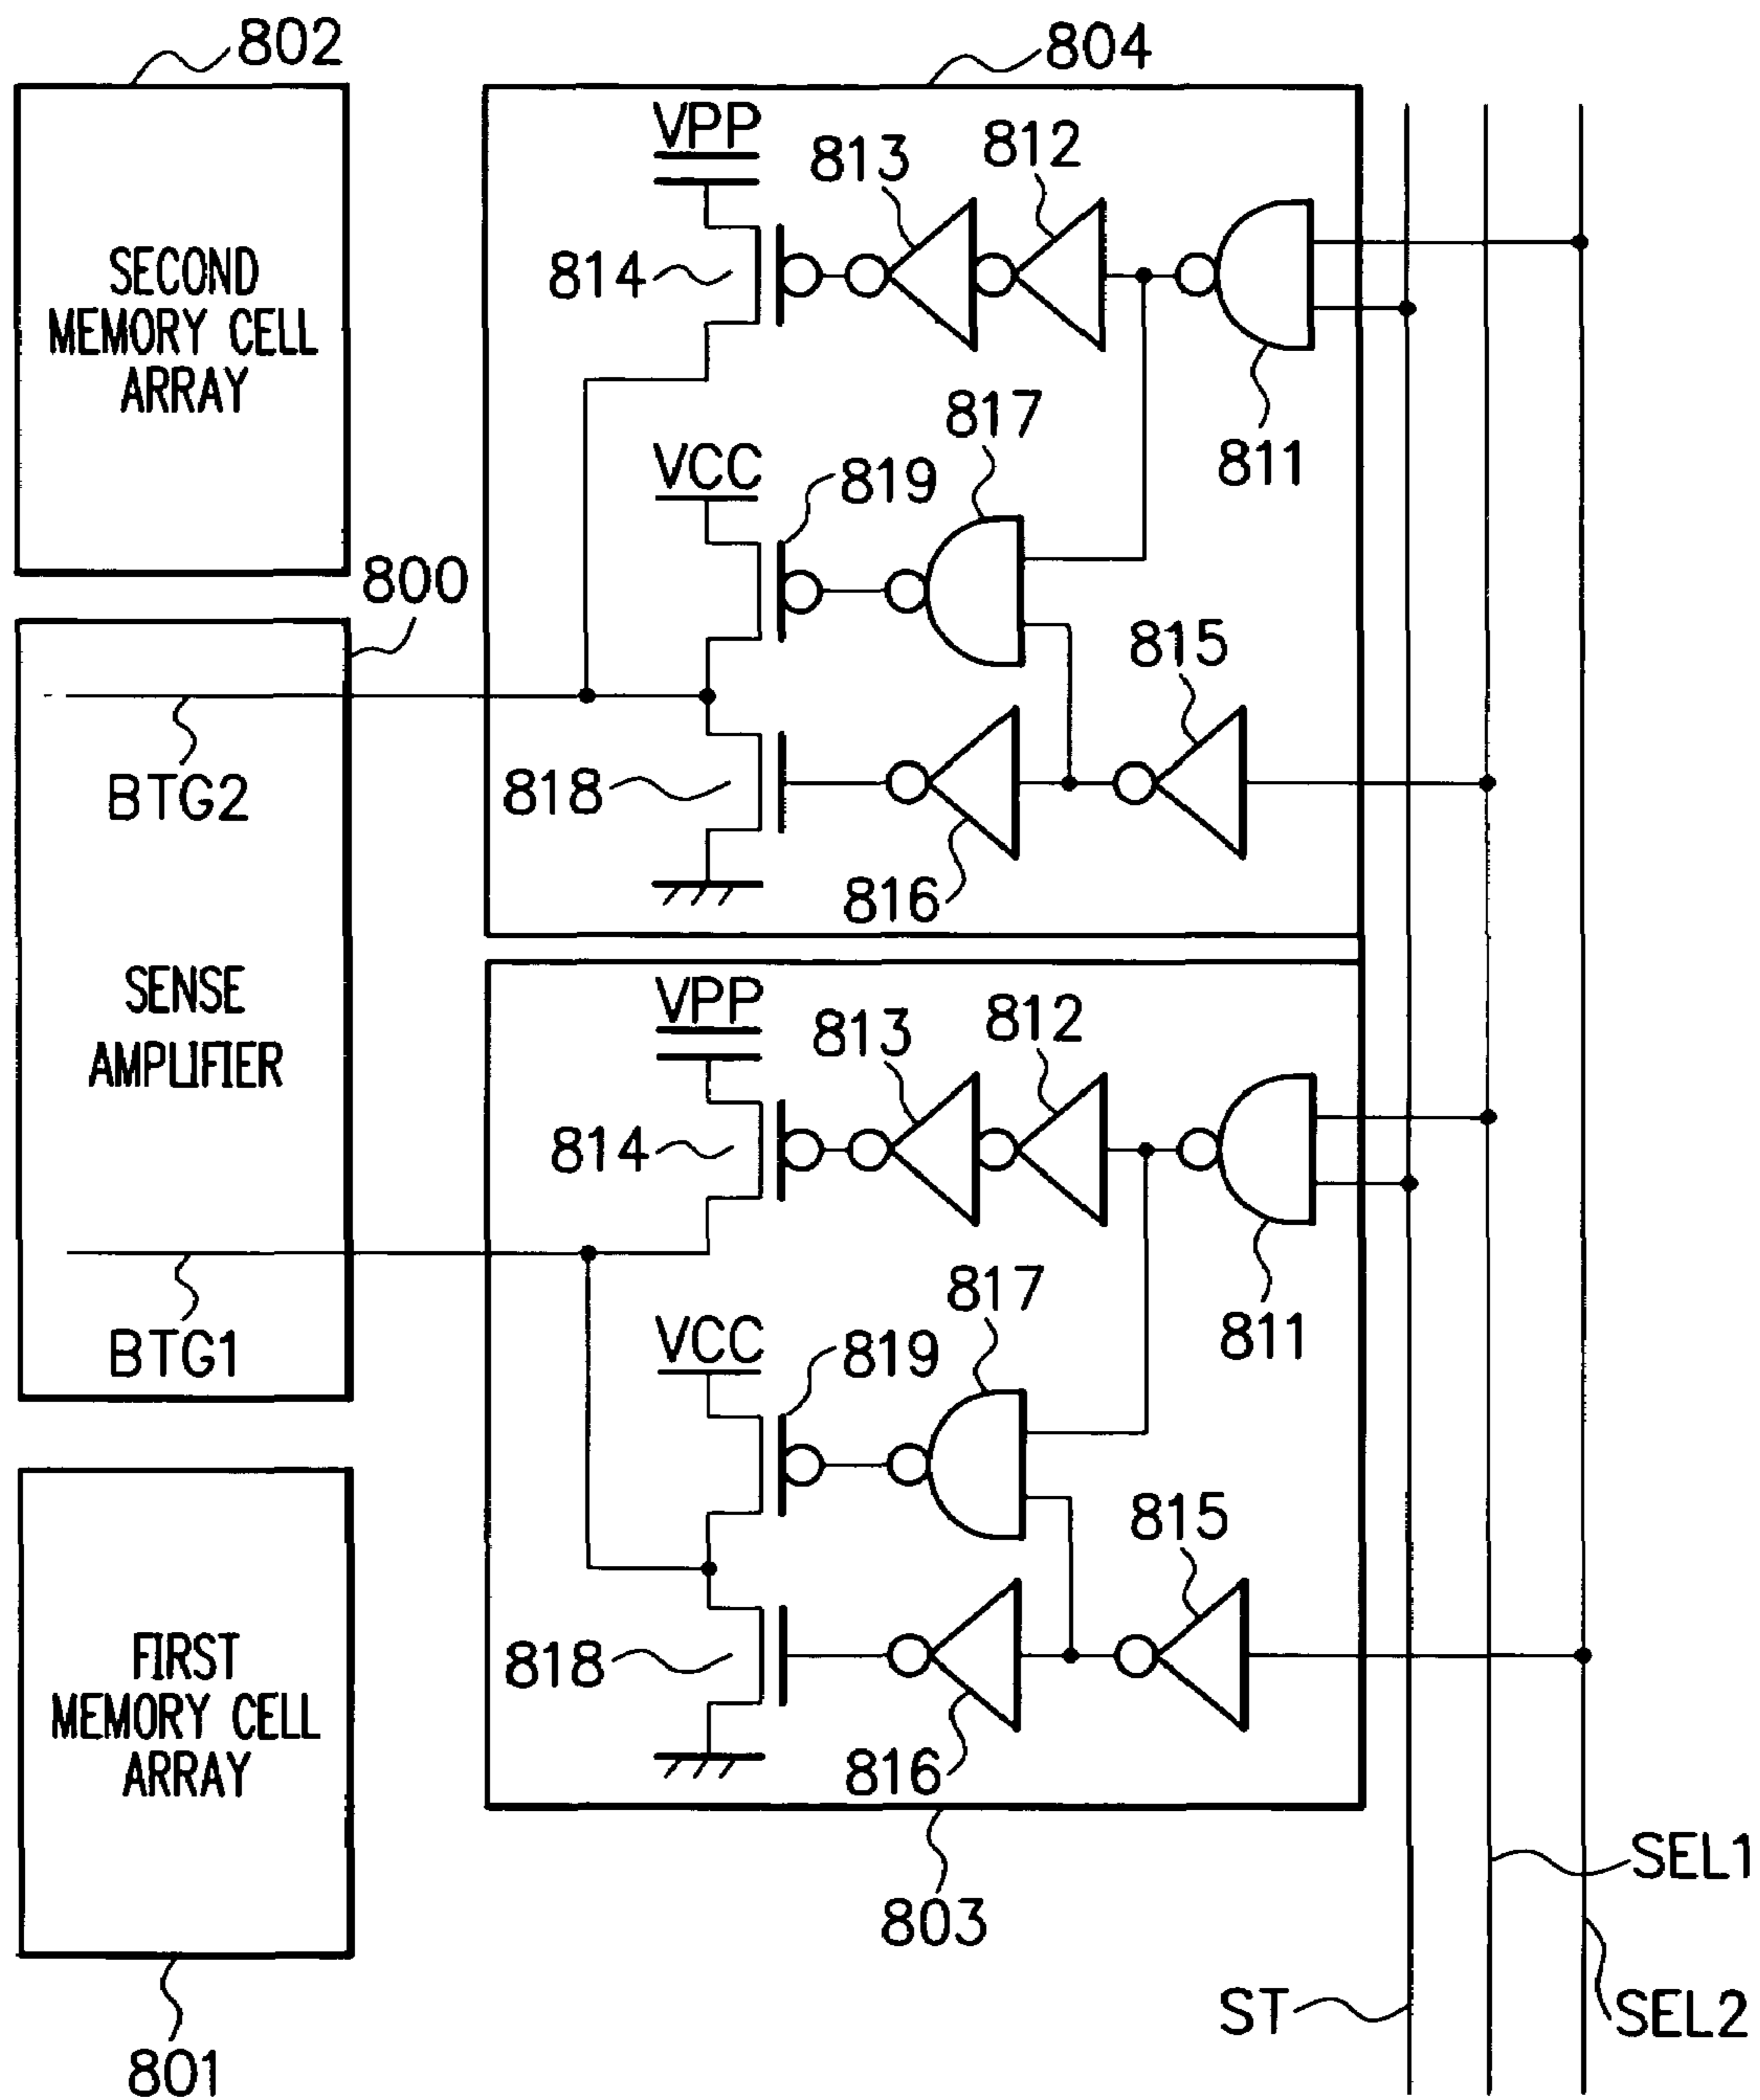 802
804
VPP
813
812
SECOND
MEMORY CELL
ARRAY
814
811
817
VCC
819
800
815
BTG2
818
816
SENSE
AMPLIFIER
VPP
813
812
814
811
817
BTG1
VCC
819
815
FIRST
MEMORY CELL
ARRAY
818
816
803
SEL1
ST
SEL2
801